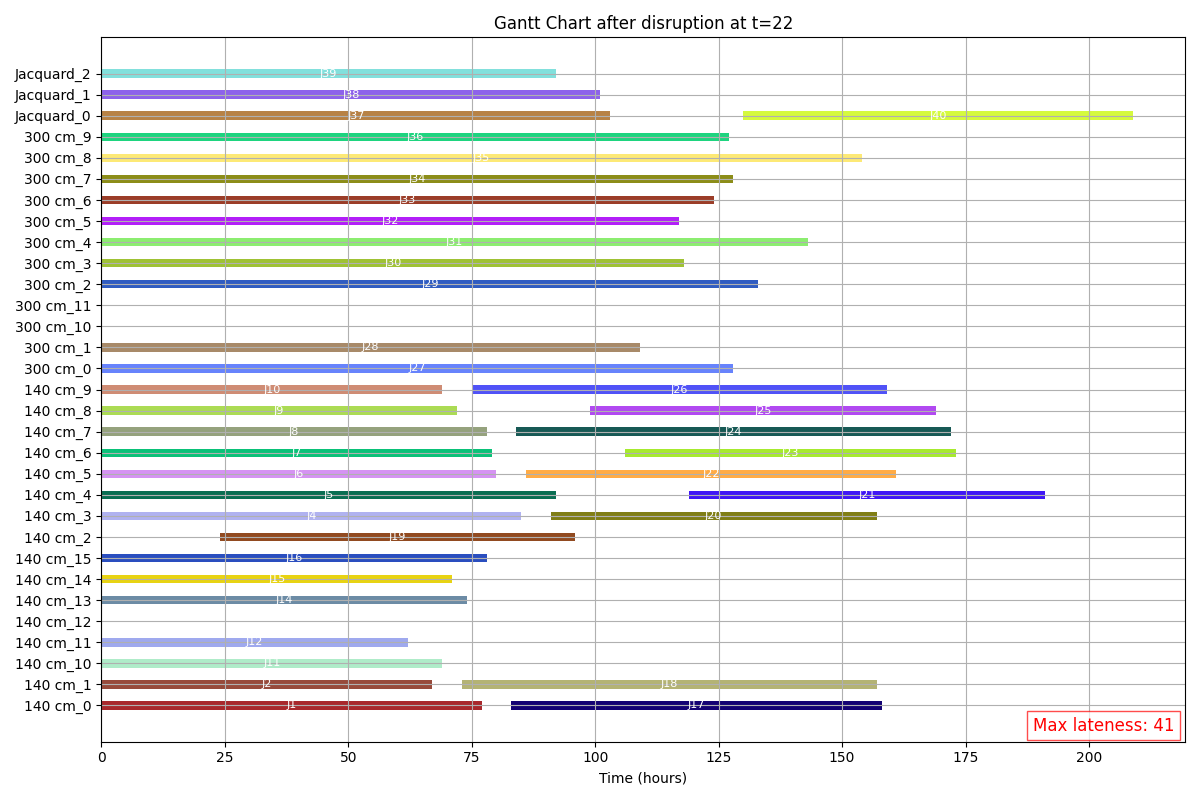 Gantt Chart after disruption at t=22
Jacquard_2
J39
Jacquard_1
J38
Jacquard_0
J37
J40
300 cm_9
J36
300 cm_8
J35
300 cm_7
J34
300 cm_6
J33
300 cm_5
J32
300 cm_4
J31
300 cm_3
J30
300 cm_2
J29
300 cm_11
300 cm_10
300 cm_1
J28
300 cm_0
J27
140 cm_9
J10
J26
140 cm_8
J9
J25
140 cm_7
J8
J24
140 cm_6
J7
J23
140 cm_5
J6
J22
140 cm_4
J5
J21
140 cm_3
J4
J20
140 cm_2
J19
140 cm_15
J16
140 cm_14
J15
140 cm_13
J14
140 cm_12
140 cm_11
J12
140 cm_10
J11
140 cm_1
J2
J18
140 cm_0
J1
J17
Max lateness: 41
0 25 50 75 100 125 150 175 200
Time (hours)